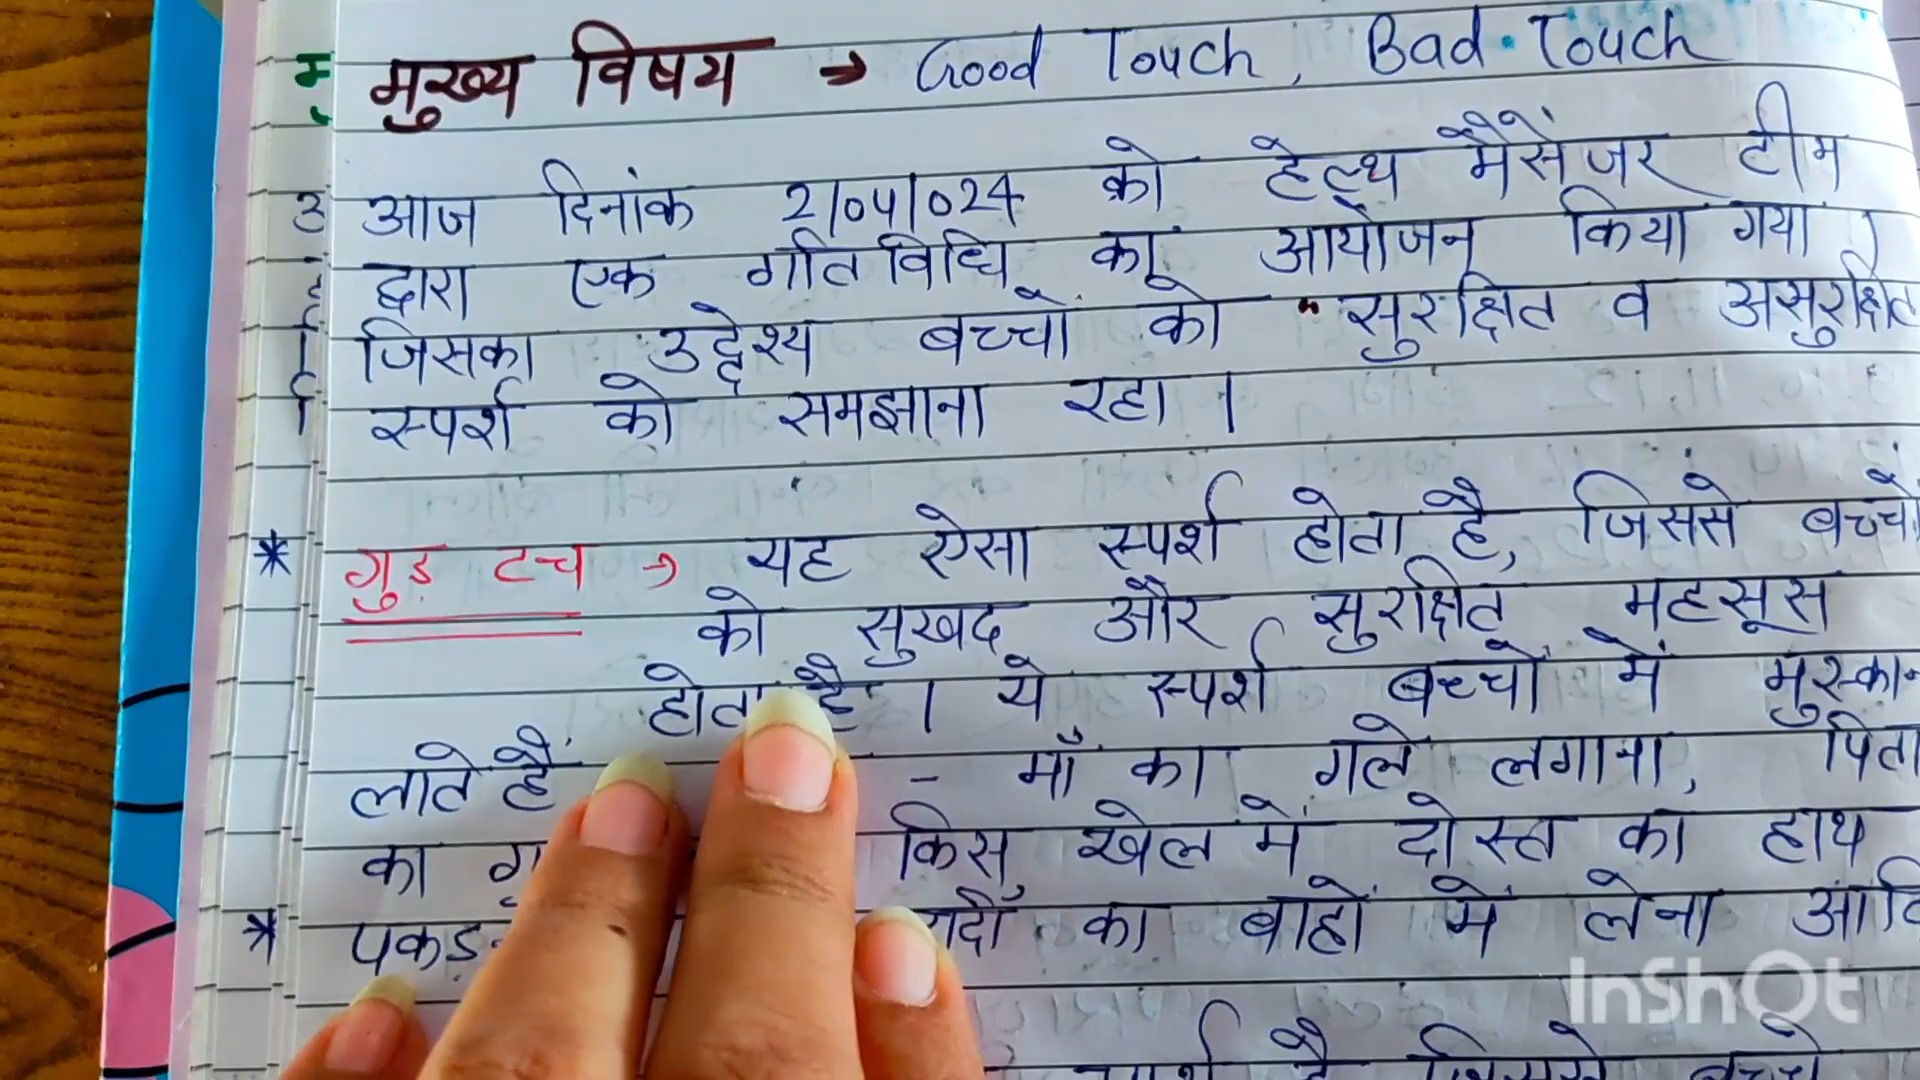 मुख्य विषय → Good Touch, Bad Touch
आज दिनांक 2/04/024 को हेल्थ मैसेंजर टीम
द्वारा एक गतिविधि का आयोजन किया गया।
जिसका उद्देश्य बच्चों को "सुरक्षित व असुरक्षित
स्पर्श को समझाना रहा।
* गुड़ टच → यह ऐसा स्पर्श होता है, जिससे बच्चों
को सुखद और सुरक्षित महसूस
होता है। ये स्पर्श बच्चों में मुस्कान
लाते हैं - माँ का गले लगाना, पिता
का किस, खेल में दोस्त का हाथ
* का बाहों में लेना
InShOt